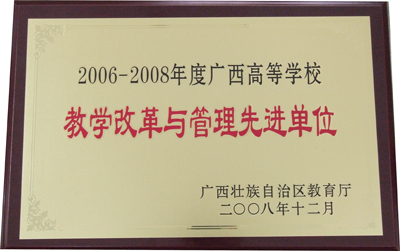 2006-2008年度广西高等学校
教学改革与管理先进单位
广西壮族自治区教育厅
二〇〇八年十二月